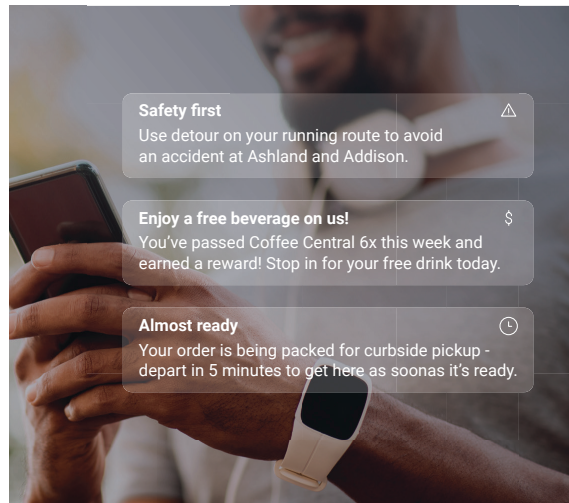 Safety first
Use detour on your running route to avoid
an accident at Ashland and Addison.
Enjoy a free beverage on us!
$
You’ve passed Coffee Central 6x this week and
earned a reward! Stop in for your free drink today.
Almost ready
Your order is being packed for curbside pickup -
depart in 5 minutes to get here as soonas it’s ready.